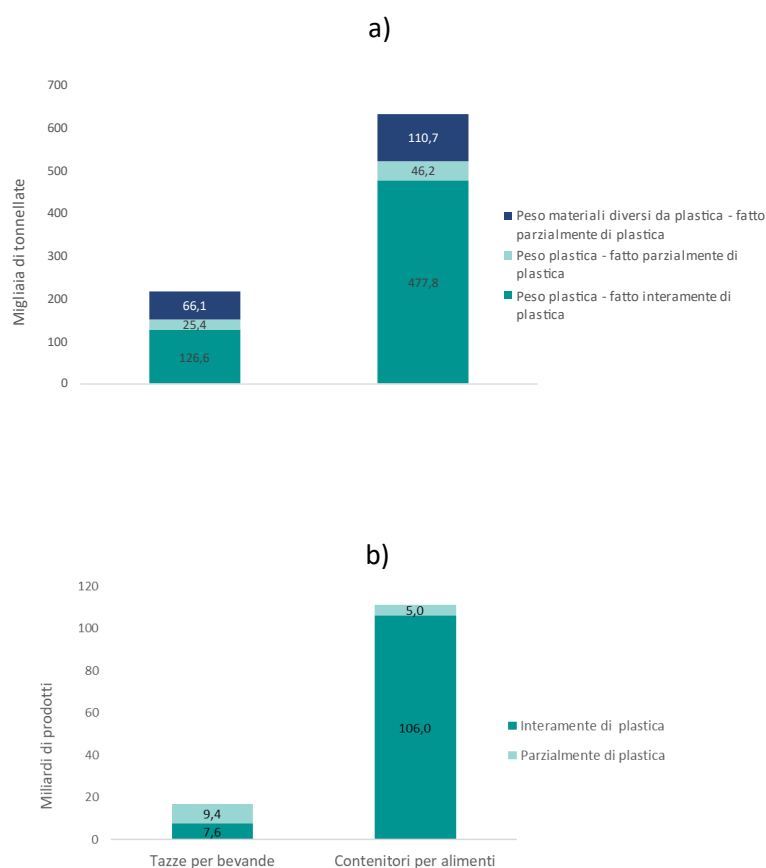 a)
700
600
500
400
300
200
100
0
Migliaia di tonnellate
110,7
46,2
477,8
66,1
25,4
126,6
Peso materiali diversi da plastica - fatto
parzialmente di plastica
Peso plastica - fatto parzialmente di
plastica
Peso plastica - fatto interamente di
plastica
b)
120
100
80
60
40
20
0
Miliardi di prodotti
5,0
106,0
9,4
7,6
Interamente di plastica
Parzialmente di plastica
Tazze per bevande
Contenitori per alimenti